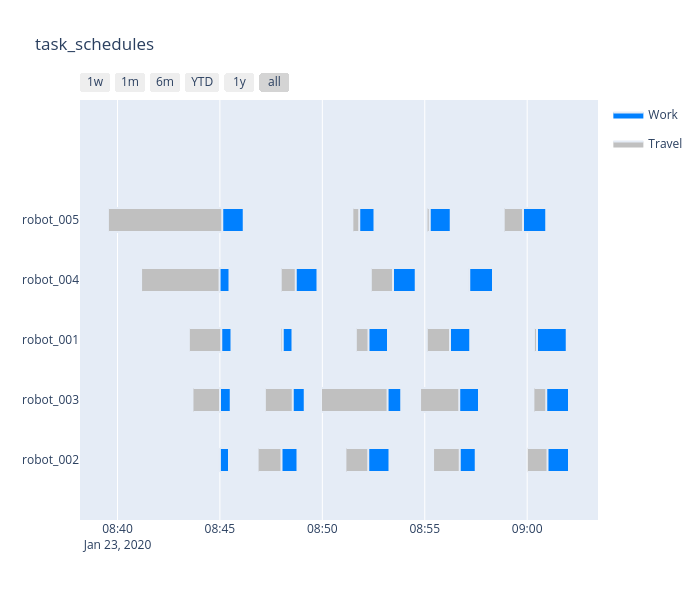 task_schedules
1w 1m 6m YTD 1y all
Work
Travel
robot_005
robot_004
robot_001
robot_003
robot_002
08:40 08:45 08:50 08:55 09:00
Jan 23, 2020